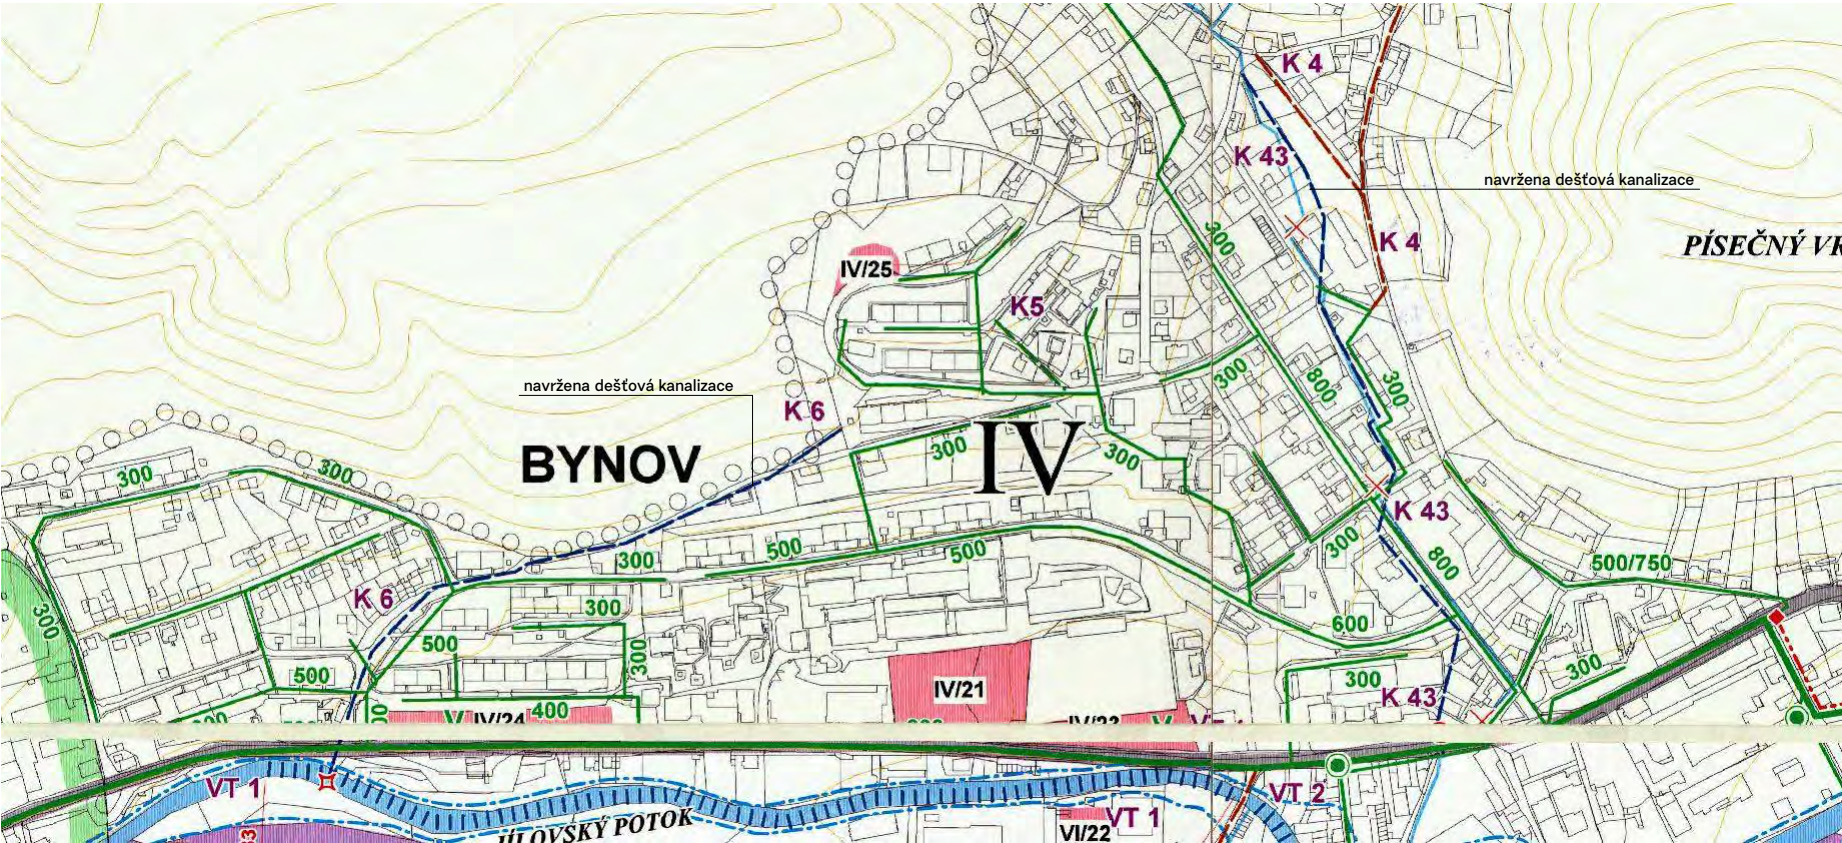 K 4
K 43
navržena dešťová kanalizace
300
K 4
PÍSEČNÝ VR
IV/25
K5
300
800
300
navržena dešťová kanalizace
K 6
BYNOV
300
IV
300
300
300
K 43
300
500
500
300
800
500/750
K 6
300
300
600
500
300
300
500
300
IV/21
K 43
400
IV/24
VT 1
VT 2
JÍLOVSKÝ POTOK
VI/22
VT 1